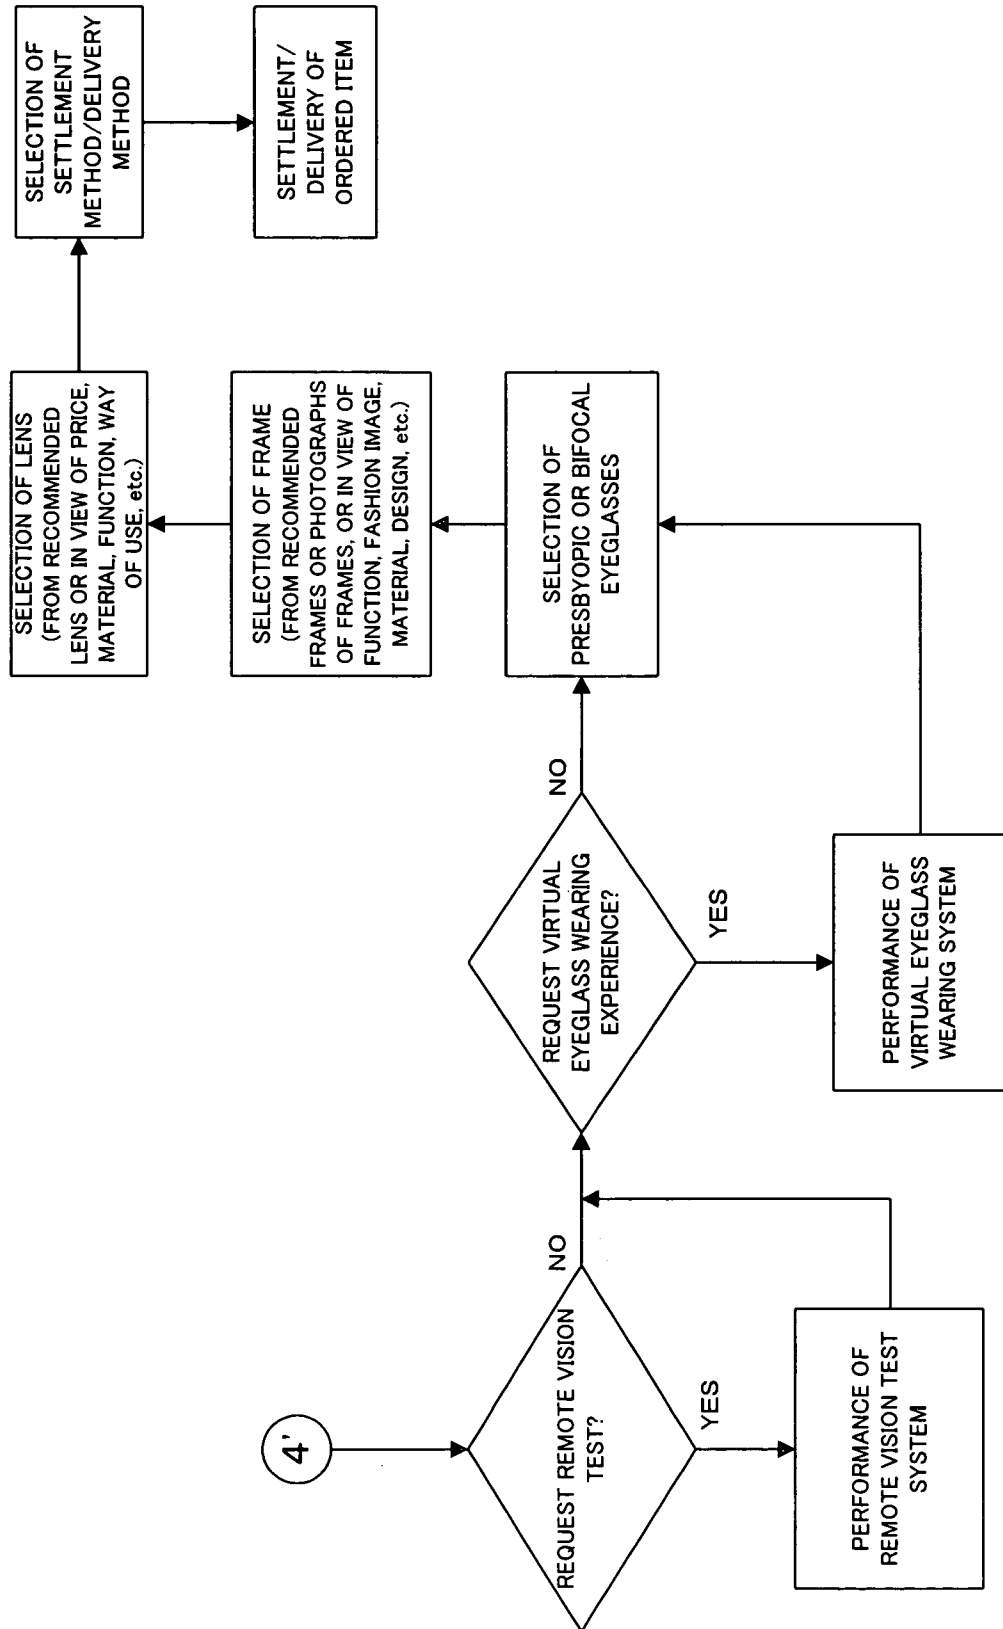 4'
REQUEST REMOTE VISION
TEST?
YES
NO
PERFORMANCE OF
REMOTE VISION TEST
SYSTEM
REQUEST VIRTUAL
EYEGLASS WEARING
EXPERIENCE?
YES
NO
PERFORMANCE OF
VIRTUAL EYEGLASS
WEARING SYSTEM
SELECTION OF
PRESBYOPIC OR BIFOCAL
EYEGLASSES
SELECTION OF FRAME
(FROM RECOMMENDED
FRAMES OR PHOTOGRAPHS
OF FRAMES, OR IN VIEW OF
FUNCTION, FASHION IMAGE,
MATERIAL, DESIGN, etc.)
SELECTION OF LENS
(FROM RECOMMENDED
LENS OR IN VIEW OF PRICE,
MATERIAL, FUNCTION, WAY
OF USE, etc.)
SELECTION OF
SETTLEMENT
METHOD/DELIVERY
METHOD
SETTLEMENT/
DELIVERY OF
ORDERED ITEM